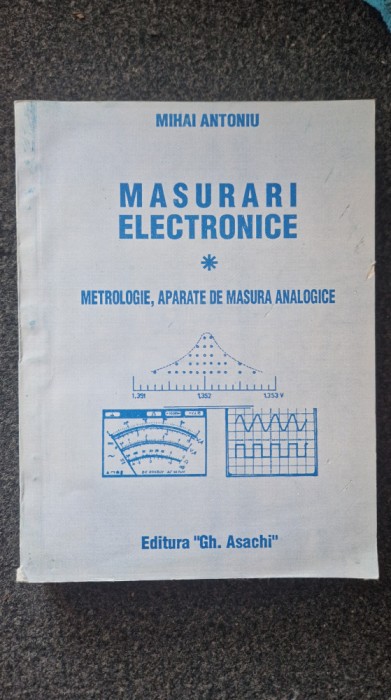 MIHAI ANTONIU
MASURARI
ELECTRONICE
*
METROLOGIE, APARATE DE MASURA ANALOGICE
1,351 1,352 1,353 V
Editura "Gh. Asachi"